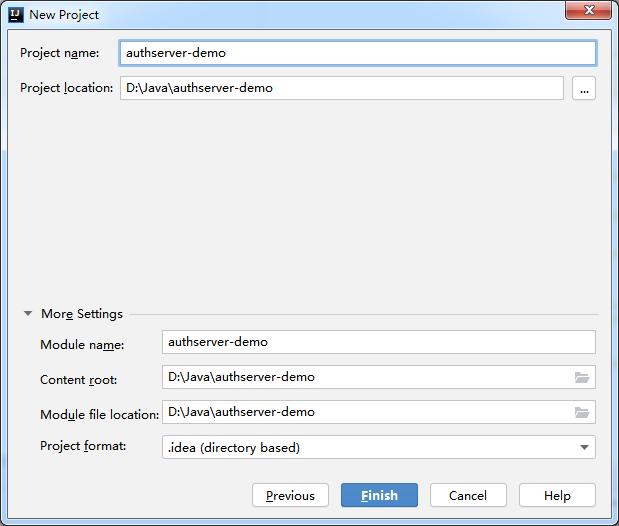 IJ New Project
Project name: authserver-demo
Project location: D:\Java\authserver-demo ...
More Settings
Module name: authserver-demo
Content root: D:\Java\authserver-demo
Module file location: D:\Java\authserver-demo
Project format: .idea (directory based)
Previous Finish Cancel Help